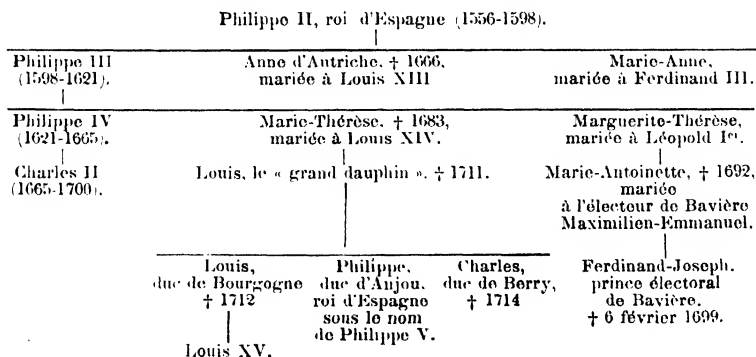 Philippe II, roi d'Espagne (1556-1598).
Philippe III
(1598-1621).
Anne d'Autriche, † 1666,
mariée à Louis XIII
Marie-Anne,
mariée à Ferdinand III.
Philippe IV
(1621-1665).
Marie-Thérèse, † 1683,
mariée à Louis XIV.
Marguerite-Thérèse,
mariée à Léopold Ier.
Charles II
(1665-1700).
Louis, le « grand dauphin ». † 1711.
Marie-Antoinette, † 1692,
mariée
à l'électeur de Bavière
Maximilien-Emmanuel.
Louis,
duc de Bourgogne
† 1712
Philippe,
duc d'Anjou,
roi d'Espagne
sous le nom
de Philippe V.
Charles,
duc de Berry,
† 1714
Ferdinand-Joseph,
prince électoral
de Bavière.
† 6 février 1699.
Louis XV.